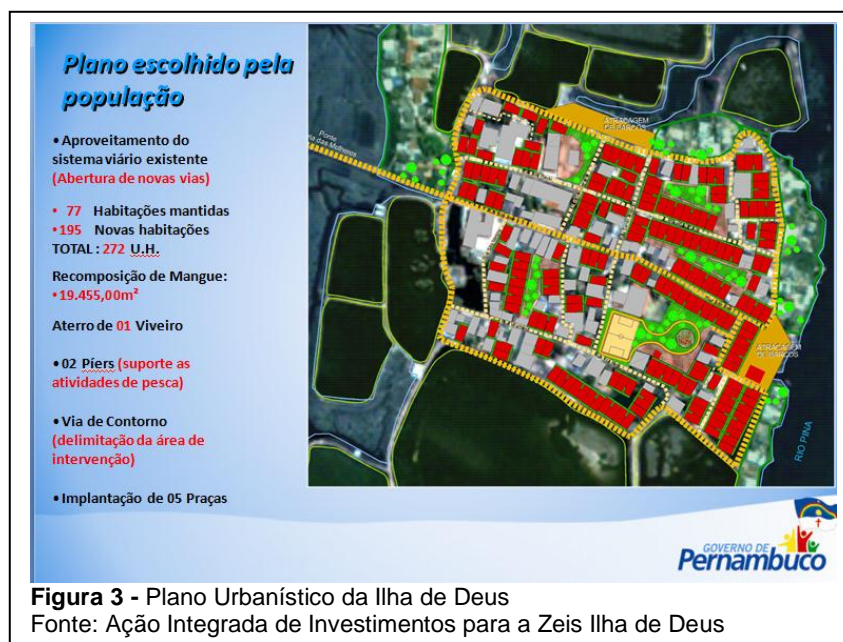 Plano escolhido pela
população
• Aproveitamento do
sistema viário existente
(Abertura de novas vias)
• 77 Habitações mantidas
•195 Novas habitações
TOTAL : 272 U.H.
Recomposição de Mangue:
•19.455,00m²
Aterro de 01 Viveiro
•02 Píers (suporte as
atividades de pesca)
•Via de Contorno
(delimitação da área de
intervenção)
•Implantação de 05 Praças
ATRACAGEM
DE BARCOS
Ponte
ATRACAGEM
DE BARCOS
RIO PINA
GOVERNO DE
Pernambuco
Figura 3 - Plano Urbanístico da Ilha de Deus
Fonte: Ação Integrada de Investimentos para a Zeis Ilha de Deus